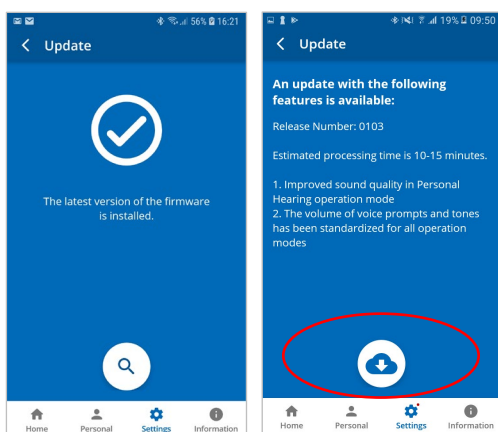 56% 16:21
Update
The latest version of the firmware
is installed.
Home Personal Settings Information
19% 09:50
Update
An update with the following
features is available:
Release Number: 0103
Estimated processing time is 10-15 minutes.
1. Improved sound quality in Personal
Hearing operation mode
2. The volume of voice prompts and tones
has been standardized for all operation
modes
Home Personal Settings Information